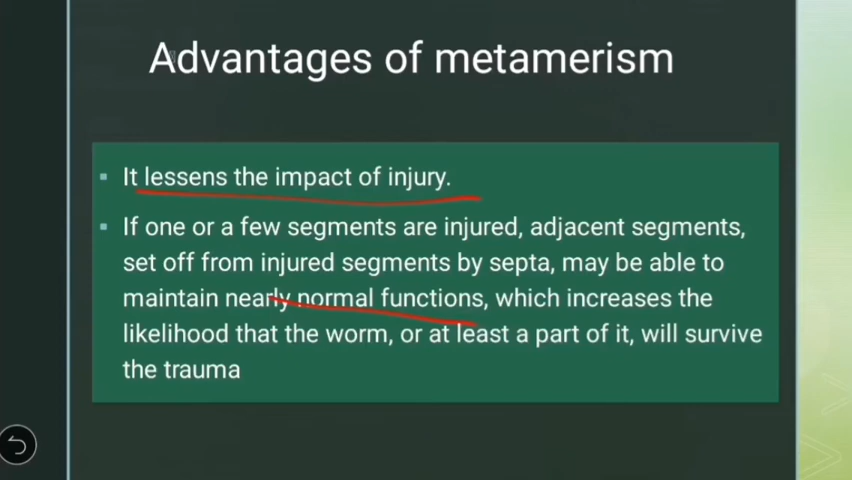 Advantages of metamerism
▪ It lessens the impact of injury.
▪ If one or a few segments are injured, adjacent segments,
set off from injured segments by septa, may be able to
maintain nearly normal functions, which increases the
likelihood that the worm, or at least a part of it, will survive
the trauma